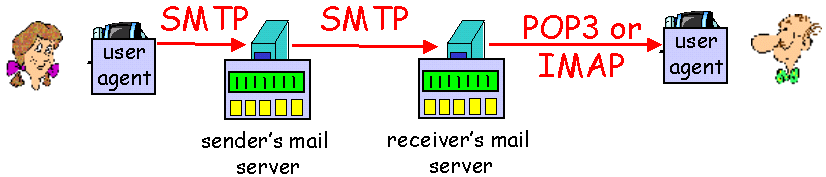 SMTP
SMTP
POP3 or
IMAP
user
agent
user
agent
sender's mail
server
receiver's mail
server